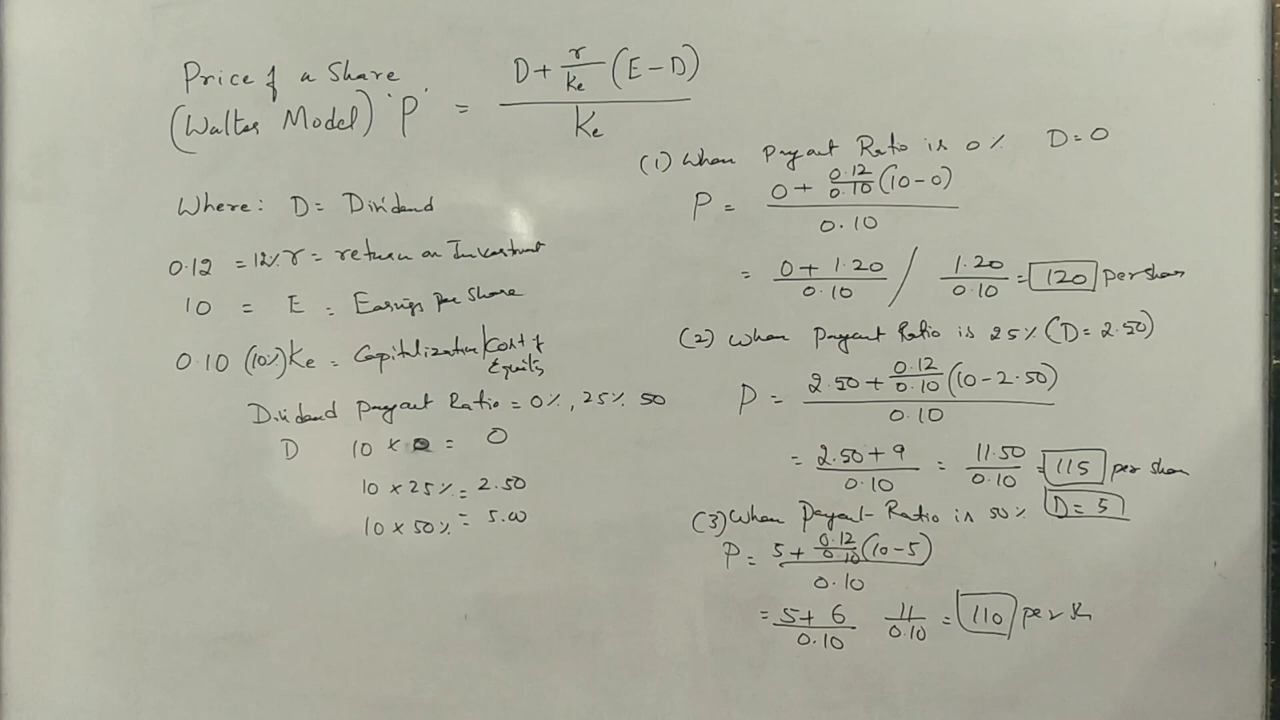 Price of a Share
(Walter Model) 'P' = D + r/Ke (E - D) / Ke
Where: D = Dividend
0.12 = 12% r = return on Investment
10 = E = Earnings per Share
0.10 (10%) Ke = Capitalization/Cost of Equity
Dividend payout Ratio = 0%, 25%, 50
D 10 × 0 = 0
10 × 25% = 2.50
10 × 50% = 5.00
(1) When Payout Ratio is 0% D = 0
P = 0 + 0.12/0.10 (10 - 0) / 0.10
= 0 + 1.20 / 0.10 / 1.20 / 0.10 = 120 per share
(2) When Payout Ratio is 25% (D = 2.50)
P = 2.50 + 0.12/0.10 (10 - 2.50) / 0.10
= 2.50 + 9 / 0.10 = 11.50 / 0.10 = 115 per share
(3) When Payout Ratio is 50% D = 5
P = 5 + 0.12/0.10 (10 - 5) / 0.10
= 5 + 6 / 0.10 11 / 0.10 = 110 per